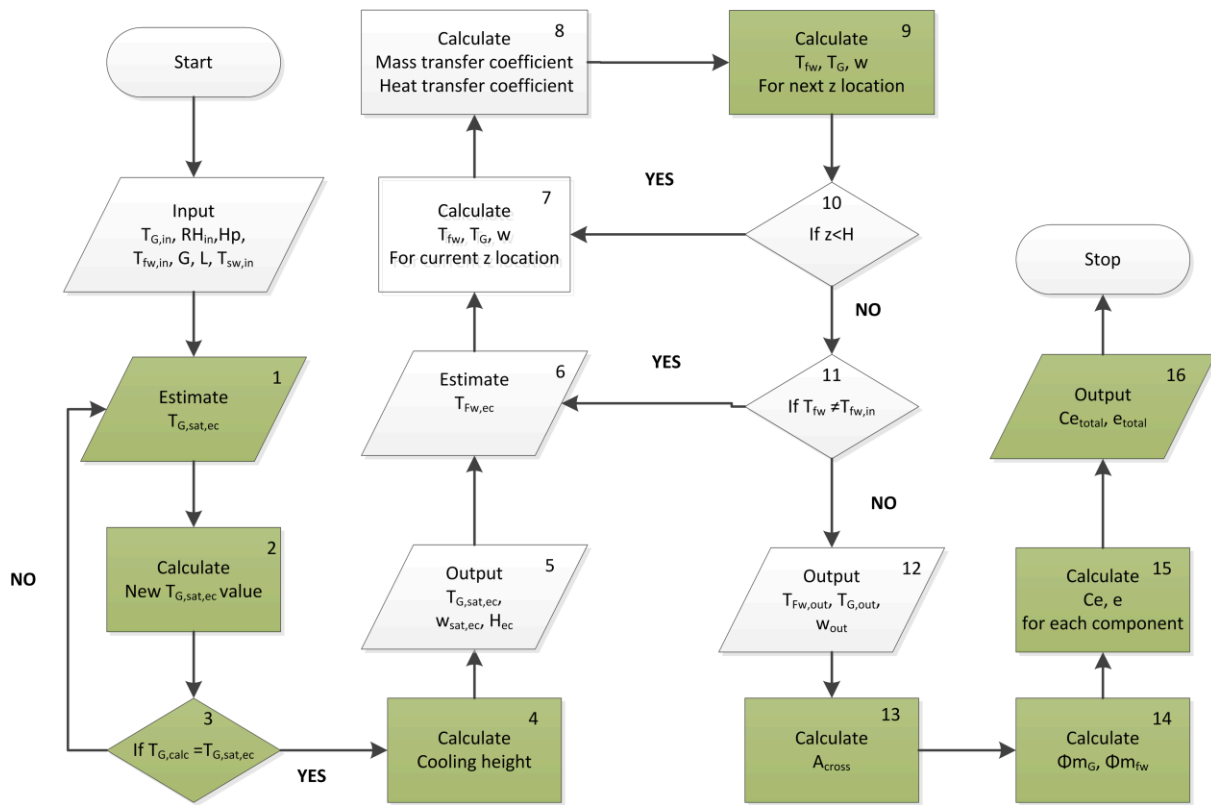 Start
Input
T_G,in, RH_in,Hp,
T_fw,in, G, L, T_sw,in
1
Estimate
T_G,sat,ec
2
Calculate
New T_G,sat,ec value
NO
3
If T_G,calc =T_G,sat,ec
YES
4
Calculate
Cooling height
5
Output
T_G,sat,ec,
w_sat,ec, H_ec
6
Estimate
T_Fw,ec
7
Calculate
T_fw, T_G, w
For current z location
8
Calculate
Mass transfer coefficient
Heat transfer coefficient
9
Calculate
T_fw, T_G, w
For next z location
YES
10
If z<H
NO
YES
11
If T_fw ≠T_fw,in
NO
12
Output
T_Fw,out, T_G,out,
w_out
13
Calculate
A_cross
14
Calculate
Φm_G, Φm_fw
15
Calculate
Ce, e
for each component
16
Output
Ce_total, e_total
Stop